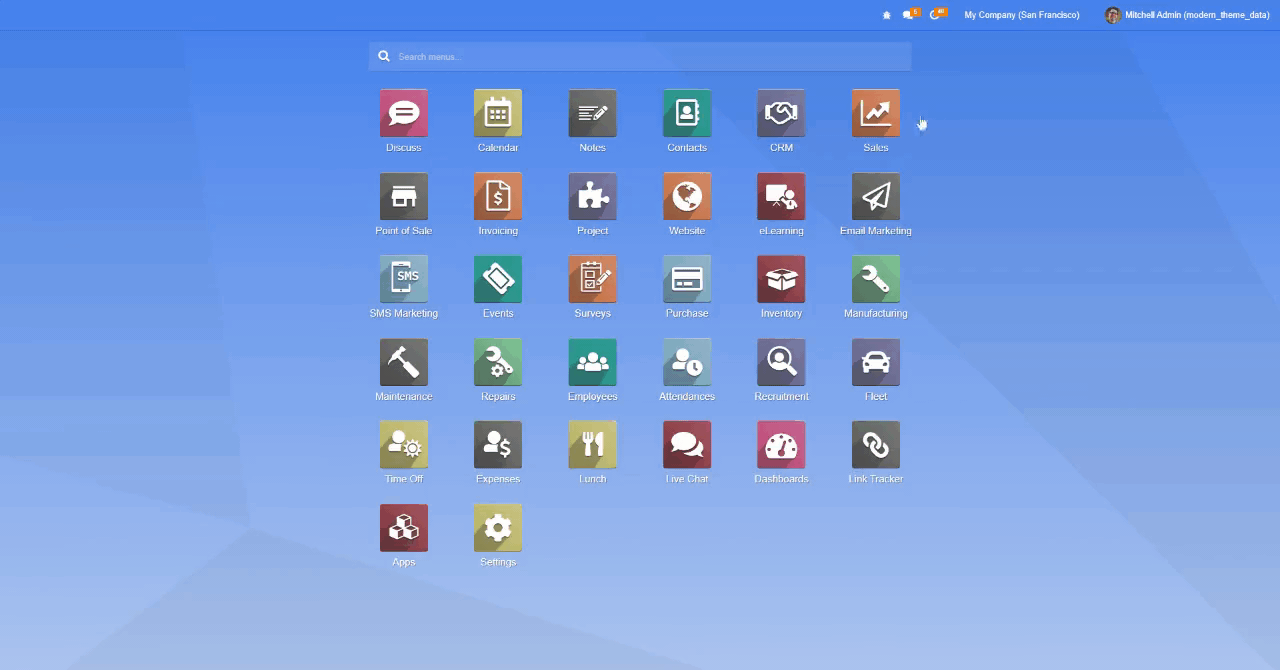 5 48 My Company (San Francisco) Mitchell Admin (modern_theme_data)
Search menus...
Discuss Calendar Notes Contacts CRM Sales
Point of Sale Invoicing Project Website eLearning Email Marketing
SMS
SMS Marketing Events Surveys Purchase Inventory Manufacturing
Maintenance Repairs Employees Attendances Recruitment Fleet
Time Off Expenses Lunch Live Chat Dashboards Link Tracker
Apps Settings